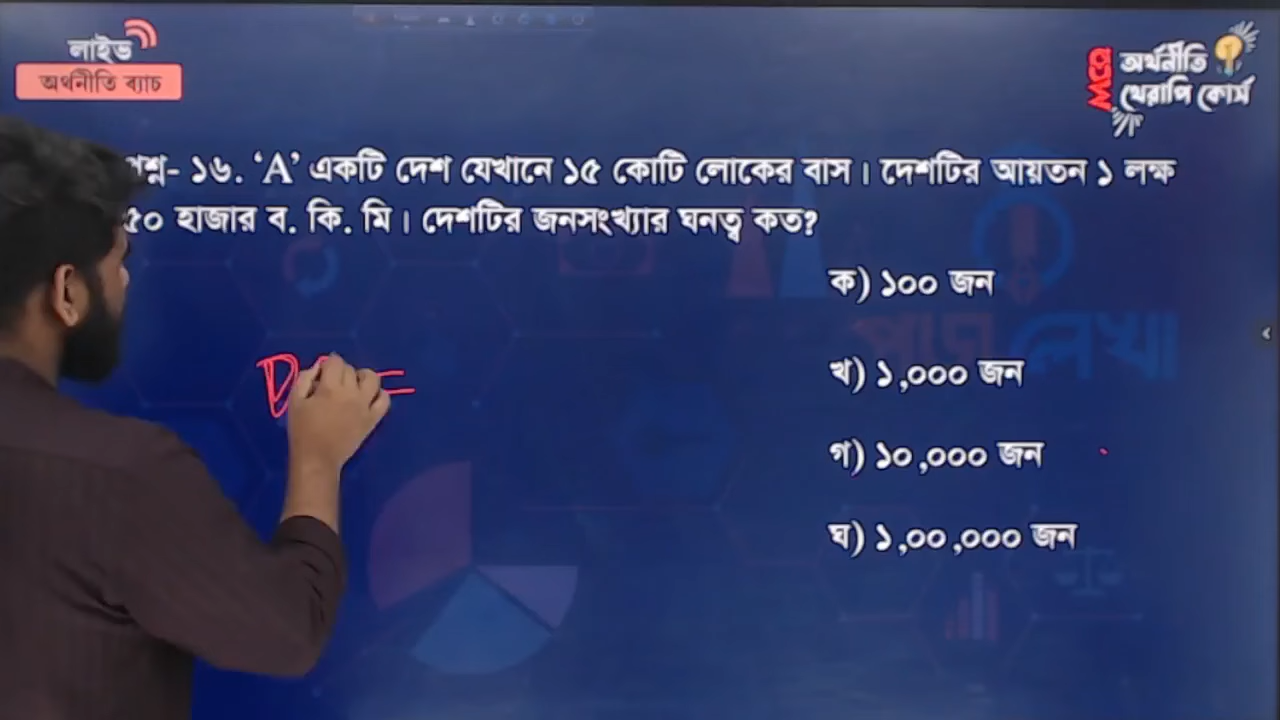 লাইভ
অর্থনীতি ব্যাচ
MCQ
অর্থনীতি
থেরাপি কোর্স
১৬. ‘A’ একটি দেশ যেখানে ১৫ কোটি লোকের বাস। দেশটির আয়তন ১ লক্ষ
৫০ হাজার ব. কি. মি। দেশটির জনসংখ্যার ঘনত্ব কত?
ক) ১০০ জন
খ) ১,০০০ জন
গ) ১০,০০০ জন
ঘ) ১,০০,০০০ জন
D =